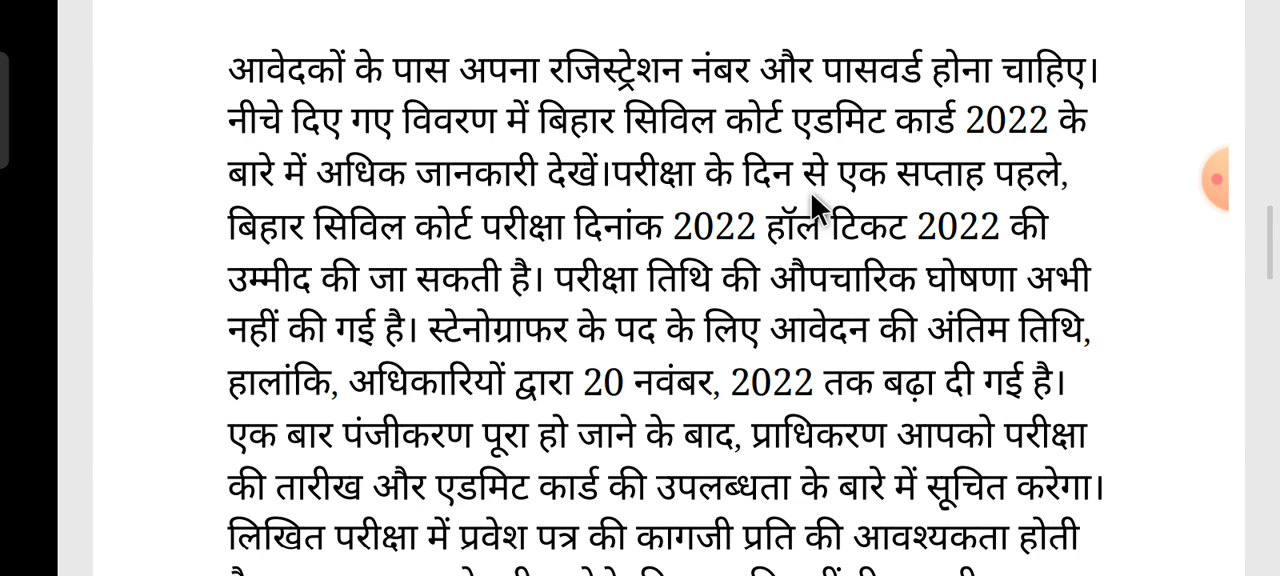 आवेदकों के पास अपना रजिस्ट्रेशन नंबर और पासवर्ड होना चाहिए।
नीचे दिए गए विवरण में बिहार सिविल कोर्ट एडमिट कार्ड 2022 के
बारे में अधिक जानकारी देखें।परीक्षा के दिन से एक सप्ताह पहले,
बिहार सिविल कोर्ट परीक्षा दिनांक 2022 हॉल टिकट 2022 की
उम्मीद की जा सकती है। परीक्षा तिथि की औपचारिक घोषणा अभी
नहीं की गई है। स्टेनोग्राफर के पद के लिए आवेदन की अंतिम तिथि,
हालांकि, अधिकारियों द्वारा 20 नवंबर, 2022 तक बढ़ा दी गई है।
एक बार पंजीकरण पूरा हो जाने के बाद, प्राधिकरण आपको परीक्षा
की तारीख और एडमिट कार्ड की उपलब्धता के बारे में सूचित करेगा।
लिखित परीक्षा में प्रवेश पत्र की कागजी प्रति की आवश्यकता होती